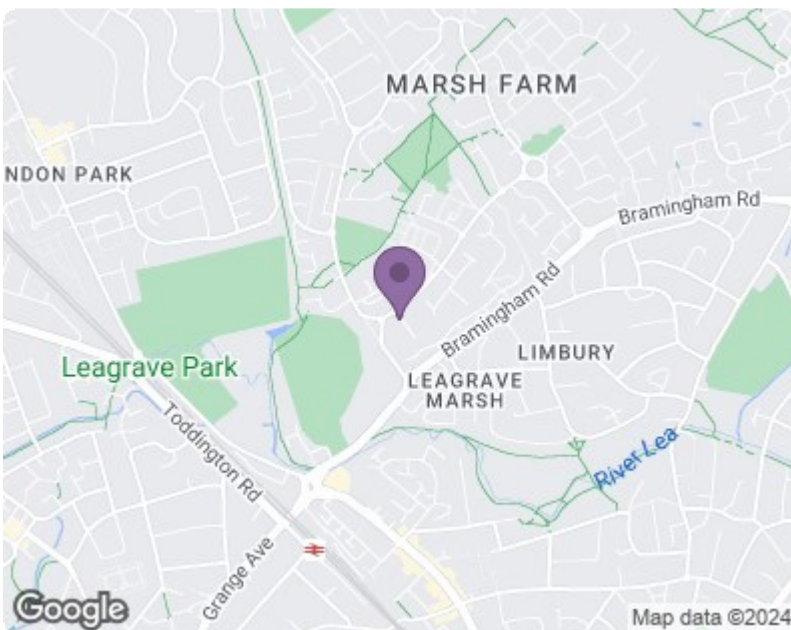 MARSH FARM
NDON PARK
Bramingham Rd
Bramingham Rd
Leagrave Park
LIMBURY
LEAGRAVE
MARSH
Toddington Rd
River Lea
Grange Ave
Google
Map data ©2024